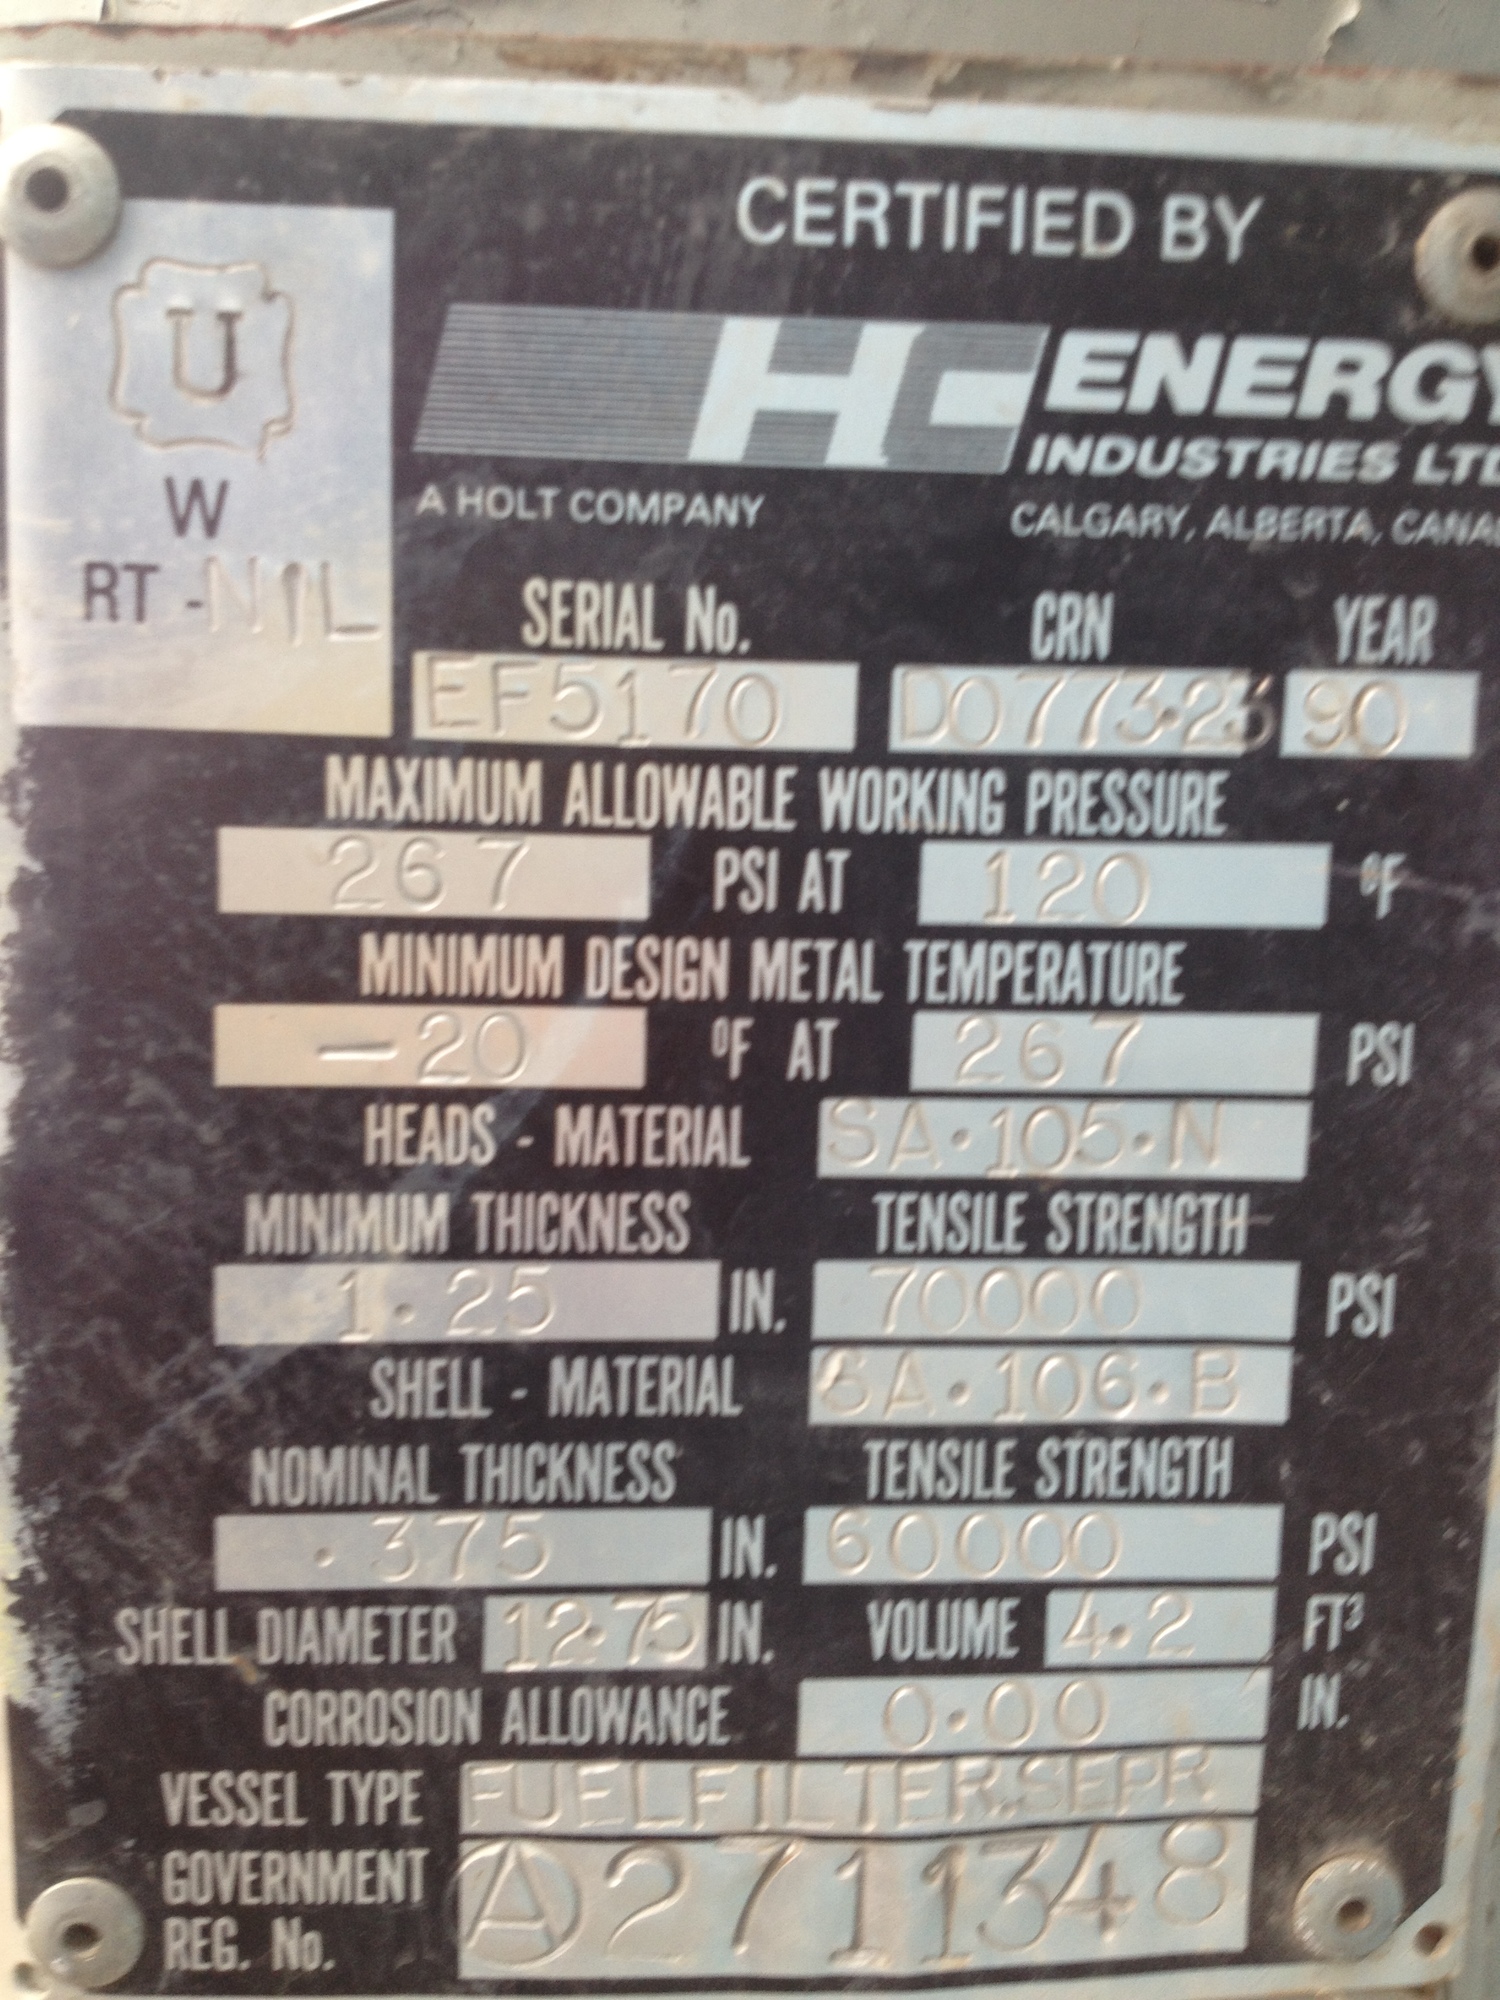 CERTIFIED BY
U
W
RT - NIL
HC ENERGY
INDUSTRIES LTD
A HOLT COMPANY CALGARY, ALBERTA, CANA
SERIAL No. CRN YEAR
EF5170 D0773·23 90
MAXIMUM ALLOWABLE WORKING PRESSURE
267 PSI AT 120 °F
MINIMUM DESIGN METAL TEMPERATURE
-20 °F AT 267 PSI
HEADS - MATERIAL SA·105·N
MINIMUM THICKNESS TENSILE STRENGTH
1.25 IN. 70000 PSI
SHELL - MATERIAL SA·106·B
NOMINAL THICKNESS TENSILE STRENGTH
.375 IN. 60000 PSI
SHELL DIAMETER 12·75 IN. VOLUME 4·2 FT³
CORROSION ALLOWANCE 0·00 IN.
VESSEL TYPE FUELFILTER.SEPR
GOVERNMENT REG. No. A 2711348